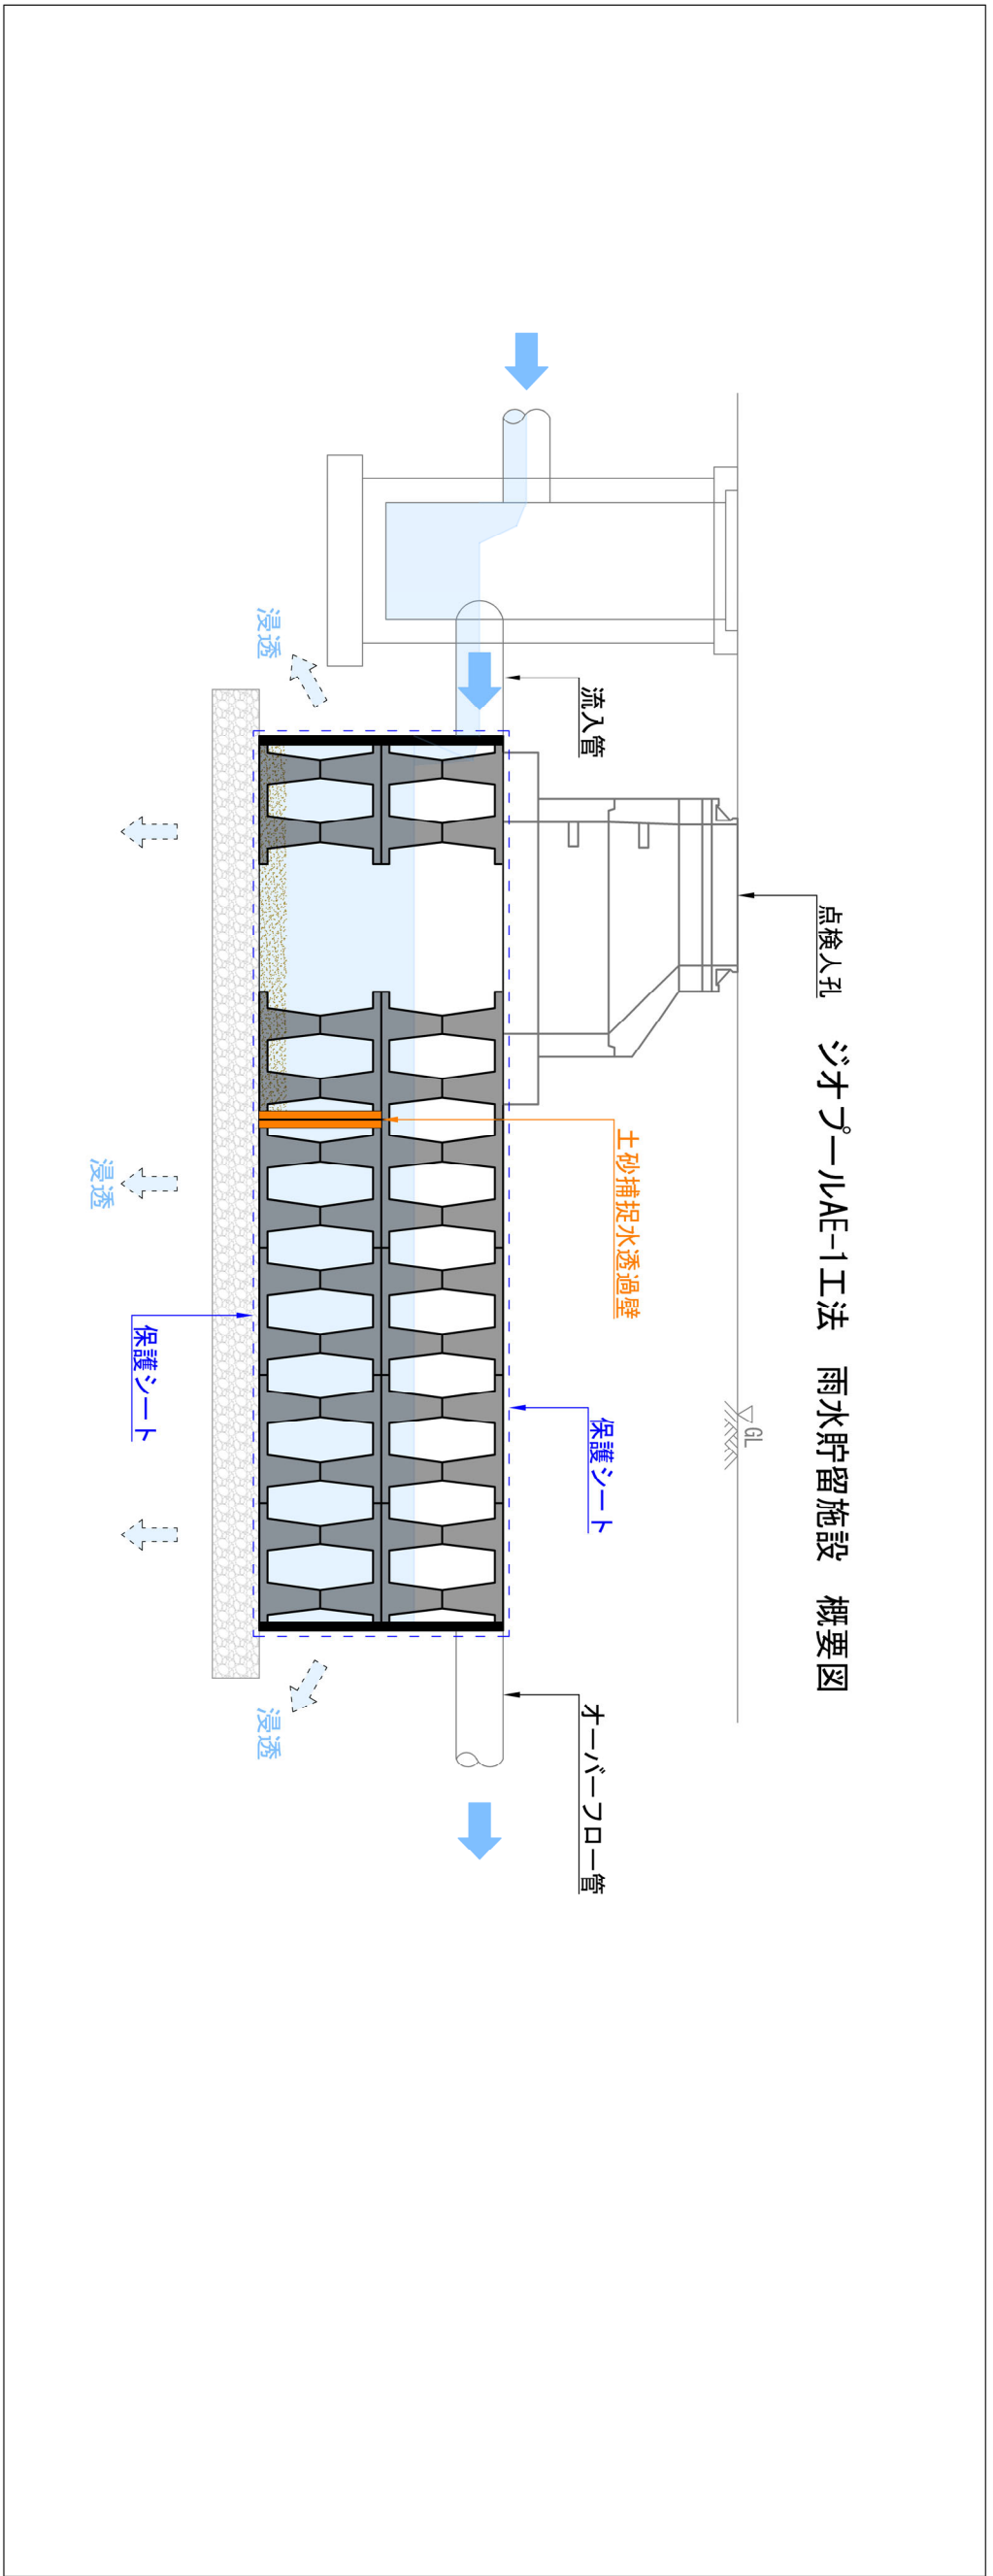 ジオプールAE-1工法　雨水貯留施設　概要図
点検人孔
GL
土砂捕捉水透過壁
流入管
保護シート
オーバーフロー管
浸透
浸透
保護シート
浸透